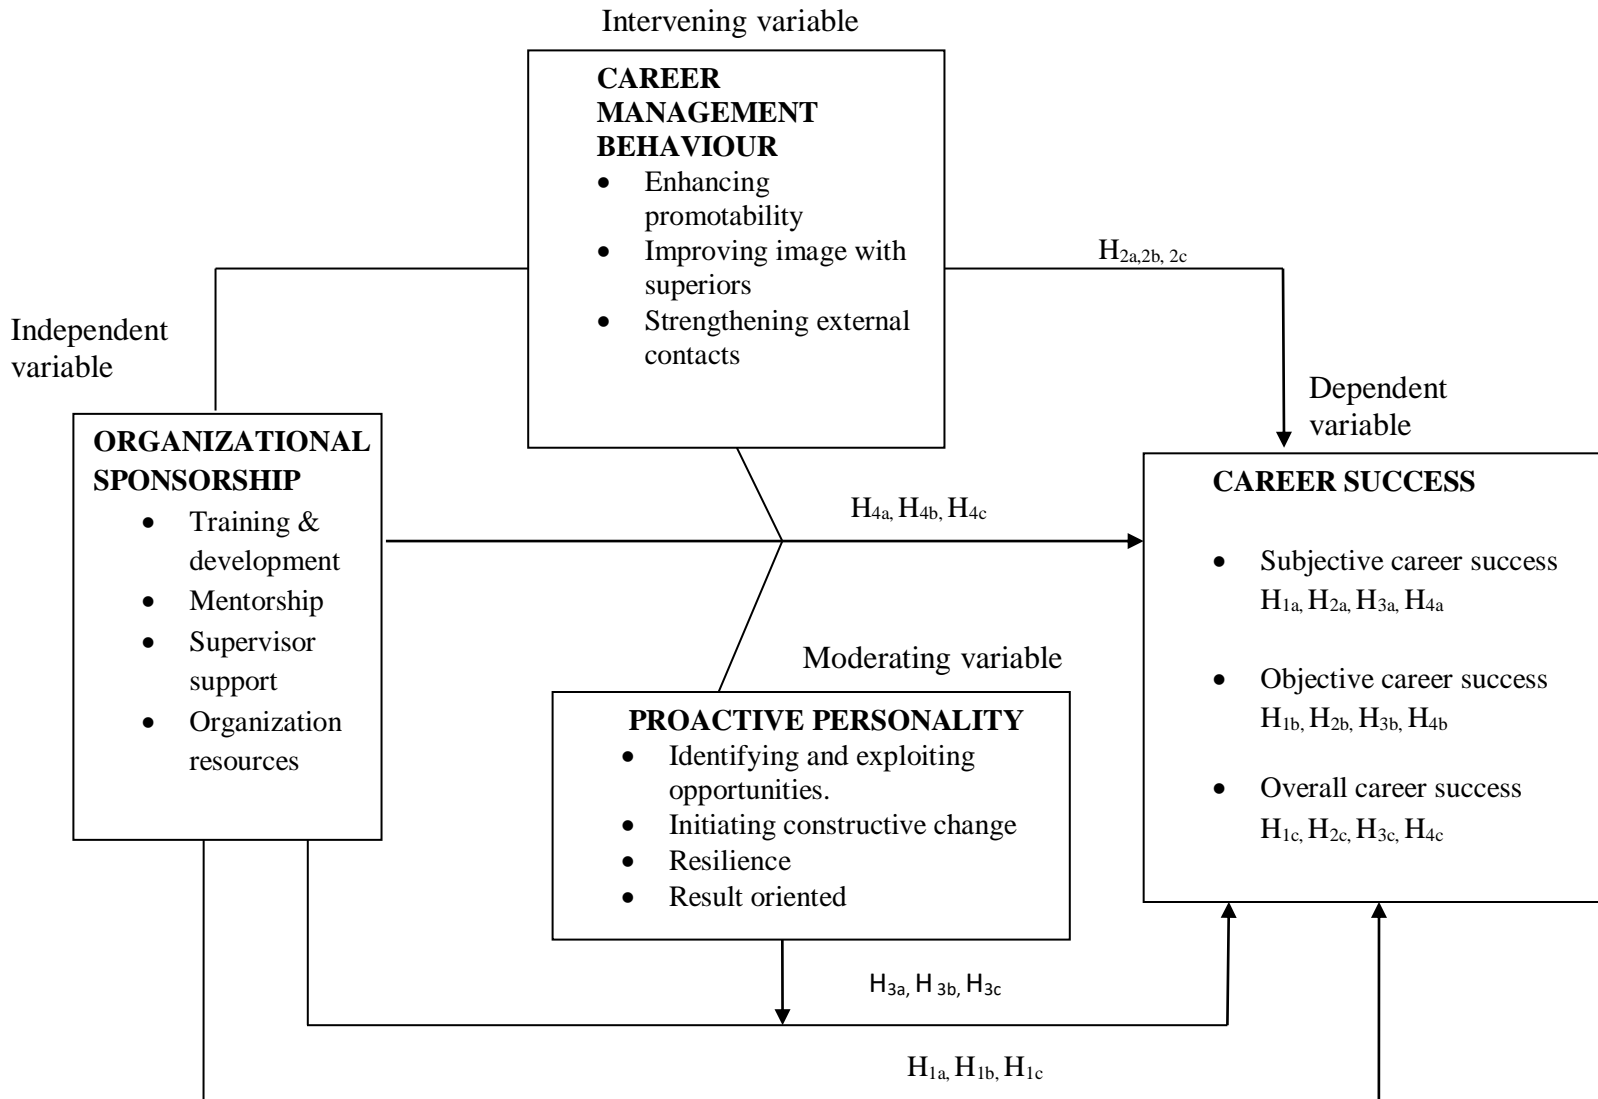 Intervening variable
CAREER
MANAGEMENT
BEHAVIOUR
• Enhancing
promotability
• Improving image with
superiors
• Strengthening external
contacts
H2a,2b, 2c
Independent
variable
Dependent
variable
ORGANIZATIONAL
SPONSORSHIP
• Training &
development
• Mentorship
• Supervisor
support
• Organization
resources
H4a, H4b, H4c
CAREER SUCCESS
• Subjective career success
H1a, H2a, H3a, H4a
• Objective career success
H1b, H2b, H3b, H4b
• Overall career success
H1c, H2c, H3c, H4c
Moderating variable
PROACTIVE PERSONALITY
• Identifying and exploiting
opportunities.
• Initiating constructive change
• Resilience
• Result oriented
H3a, H 3b, H3c
H1a, H1b, H1c